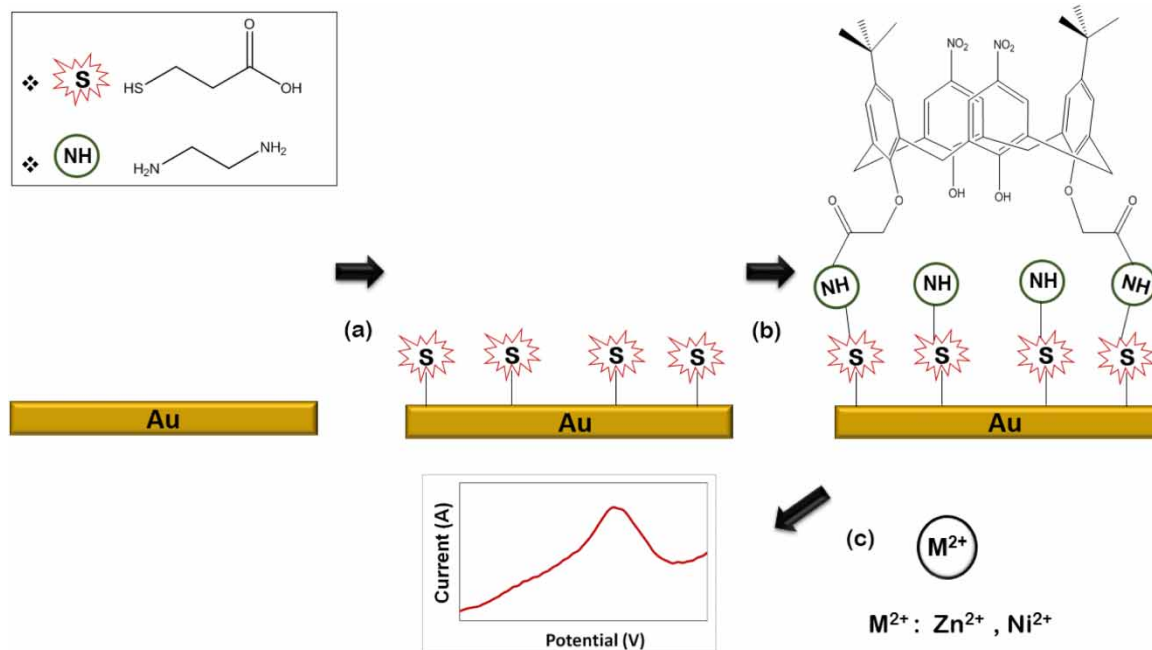 ❖ S HS O OH
❖ NH H₂N NH₂
Au
(a)
S S S S
Au
(b)
NO₂ NO₂
OH OH
O O O O
NH NH NH NH
S S S S
Au
Current (A)
Potential (V)
(c) M²⁺
M²⁺ : Zn²⁺ , Ni²⁺